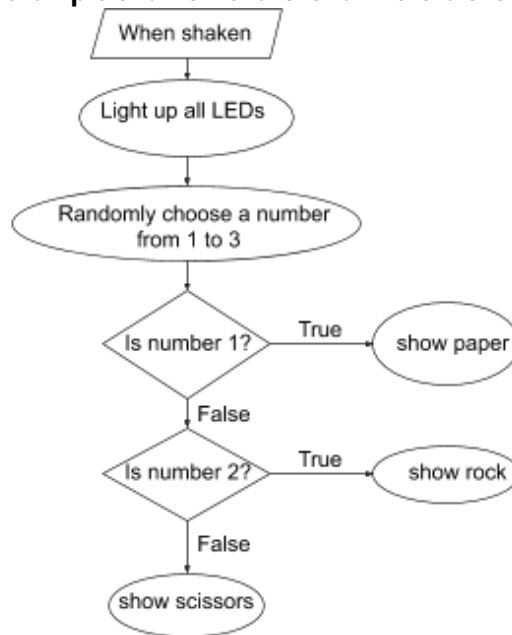 When shaken
Light up all LEDs
Randomly choose a number
from 1 to 3
Is number 1?
True
show paper
False
Is number 2?
True
show rock
False
show scissors